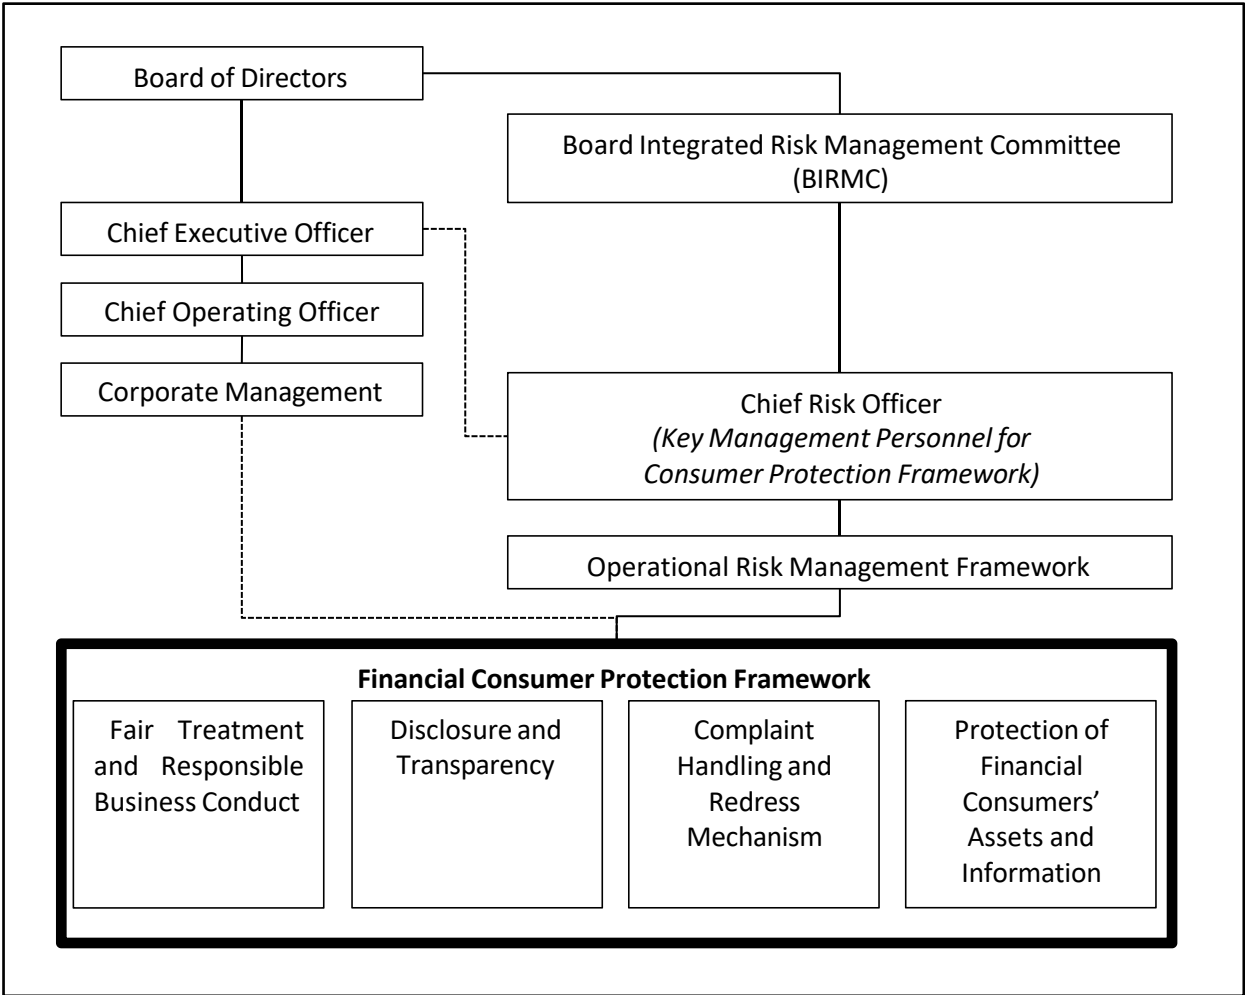 Board of Directors
Board Integrated Risk Management Committee
(BIRMC)
Chief Executive Officer
Chief Operating Officer
Corporate Management
Chief Risk Officer
(Key Management Personnel for
Consumer Protection Framework)
Operational Risk Management Framework
Financial Consumer Protection Framework
Fair Treatment
and Responsible
Business Conduct
Disclosure and
Transparency
Complaint
Handling and
Redress
Mechanism
Protection of
Financial
Consumers’
Assets and
Information